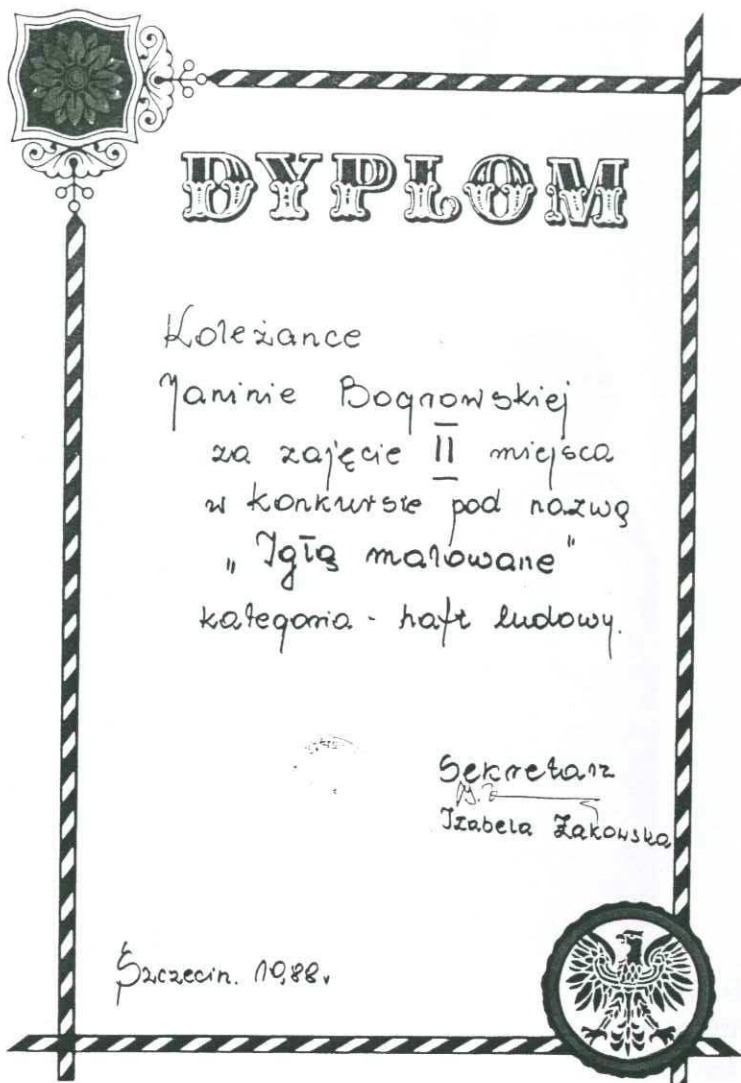 DYPLOM
Koleżance
Janinie Bogrowskiej
za zajęcie II miejsca
w konkursie pod nazwą
„Igłą malowane"
kategoria - haft ludowy.
Sekretarz
Izabela Żakowska
Szczecin. 10,88r